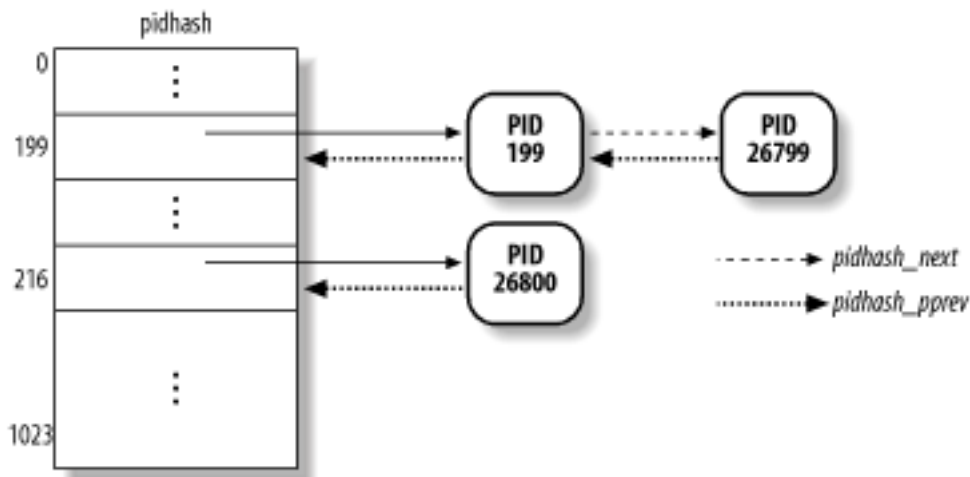 pidhash
0
199
PID
199
PID
26799
216
PID
26800
pidhash_next
pidhash_pprev
1023